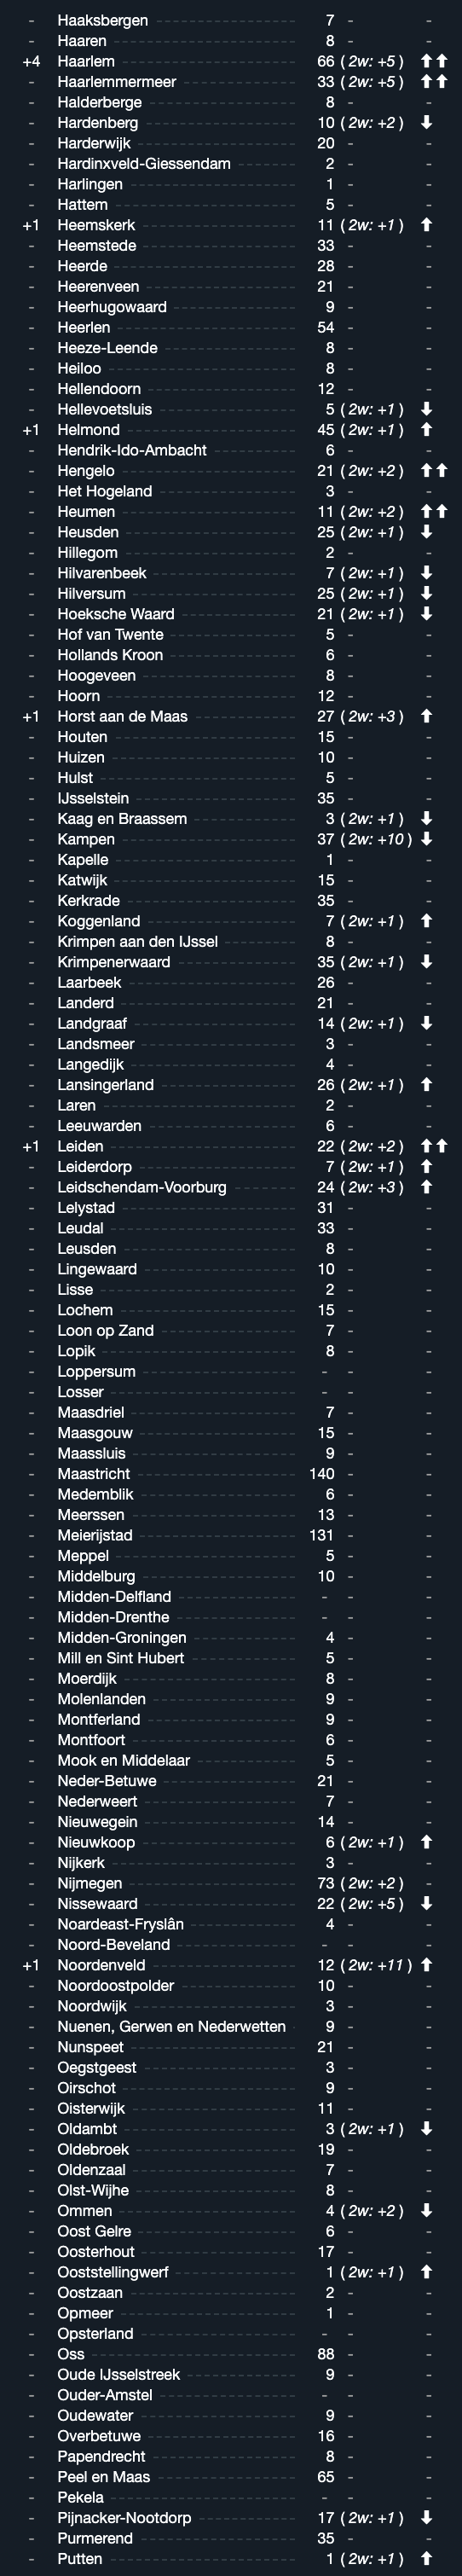 - Haaksbergen 7 - -
- Haaren 8 - -
+4 Haarlem 66 ( 2w: +5 ) ⬆⬆
- Haarlemmermeer 33 ( 2w: +5 ) ⬆⬆
- Halderberge 8 - -
- Hardenberg 10 ( 2w: +2 ) ⬇
- Harderwijk 20 - -
- Hardinxveld-Giessendam 2 - -
- Harlingen 1 - -
- Hattem 5 - -
+1 Heemskerk 11 ( 2w: +1 ) ⬆
- Heemstede 33 - -
- Heerde 28 - -
- Heerenveen 21 - -
- Heerhugowaard 9 - -
- Heerlen 54 - -
- Heeze-Leende 8 - -
- Heiloo 8 - -
- Hellendoorn 12 - -
- Hellevoetsluis 5 ( 2w: +1 ) ⬇
+1 Helmond 45 ( 2w: +1 ) ⬆
- Hendrik-Ido-Ambacht 6 - -
- Hengelo 21 ( 2w: +2 ) ⬆⬆
- Het Hogeland 3 - -
- Heumen 11 ( 2w: +2 ) ⬆⬆
- Heusden 25 ( 2w: +1 ) ⬇
- Hillegom 2 - -
- Hilvarenbeek 7 ( 2w: +1 ) ⬇
- Hilversum 25 ( 2w: +1 ) ⬇
- Hoeksche Waard 21 ( 2w: +1 ) ⬇
- Hof van Twente 5 - -
- Hollands Kroon 6 - -
- Hoogeveen 8 - -
- Hoorn 12 - -
+1 Horst aan de Maas 27 ( 2w: +3 ) ⬆
- Houten 15 - -
- Huizen 10 - -
- Hulst 5 - -
- IJsselstein 35 - -
- Kaag en Braassem 3 ( 2w: +1 ) ⬇
- Kampen 37 ( 2w: +10 ) ⬇
- Kapelle 1 - -
- Katwijk 15 - -
- Kerkrade 35 - -
- Koggenland 7 ( 2w: +1 ) ⬆
- Krimpen aan den IJssel 8 - -
- Krimpenerwaard 35 ( 2w: +1 ) ⬇
- Laarbeek 26 - -
- Landerd 21 - -
- Landgraaf 14 ( 2w: +1 ) ⬇
- Landsmeer 3 - -
- Langedijk 4 - -
- Lansingerland 26 ( 2w: +1 ) ⬆
- Laren 2 - -
- Leeuwarden 6 - -
+1 Leiden 22 ( 2w: +2 ) ⬆⬆
- Leiderdorp 7 ( 2w: +1 ) ⬆
- Leidschendam-Voorburg 24 ( 2w: +3 ) ⬆
- Lelystad 31 - -
- Leudal 33 - -
- Leusden 8 - -
- Lingewaard 10 - -
- Lisse 2 - -
- Lochem 15 - -
- Loon op Zand 7 - -
- Lopik 8 - -
- Loppersum - -
- Losser - -
- Maasdriel 7 - -
- Maasgouw 15 - -
- Maassluis 9 - -
- Maastricht 140 - -
- Medemblik 6 - -
- Meerssen 13 - -
- Meierijstad 131 - -
- Meppel 5 - -
- Middelburg 10 - -
- Midden-Delfland - - -
- Midden-Drenthe - - -
- Midden-Groningen 4 - -
- Mill en Sint Hubert 5 - -
- Moerdijk 8 - -
- Molenlanden 9 - -
- Montferland 9 - -
- Montfoort 6 - -
- Mook en Middelaar 5 - -
- Neder-Betuwe 21 - -
- Nederweert 7 - -
- Nieuwegein 14 - -
- Nieuwkoop 6 ( 2w: +1 ) ⬆
- Nijkerk 3 - -
- Nijmegen 73 ( 2w: +2 ) -
- Nissewaard 22 ( 2w: +5 ) ⬇
- Noardeast-Fryslân 4 - -
- Noord-Beveland - - -
+1 Noordenveld 12 ( 2w: +11 ) ⬆
- Noordoostpolder 10 - -
- Noordwijk 3 - -
- Nuenen, Gerwen en Nederwetten 9 - -
- Nunspeet 21 - -
- Oegstgeest 3 - -
- Oirschot 9 - -
- Oisterwijk 11 - -
- Oldambt 3 ( 2w: +1 ) ⬇
- Oldebroek 19 - -
- Oldenzaal 7 - -
- Olst-Wijhe 8 - -
- Ommen 4 ( 2w: +2 ) ⬇
- Oost Gelre 6 - -
- Oosterhout 17 - -
- Ooststellingwerf 1 ( 2w: +1 ) ⬆
- Oostzaan 2 - -
- Opmeer 1 - -
- Opsterland - - -
- Oss 88 - -
- Oude IJsselstreek 9 - -
- Ouder-Amstel - - -
- Oudewater 9 - -
- Overbetuwe 16 - -
- Papendrecht 8 - -
- Peel en Maas 65 - -
- Pekela - - -
- Pijnacker-Nootdorp 17 ( 2w: +1 ) ⬇
- Purmerend 35 - -
- Putten 1 ( 2w: +1 ) ⬆